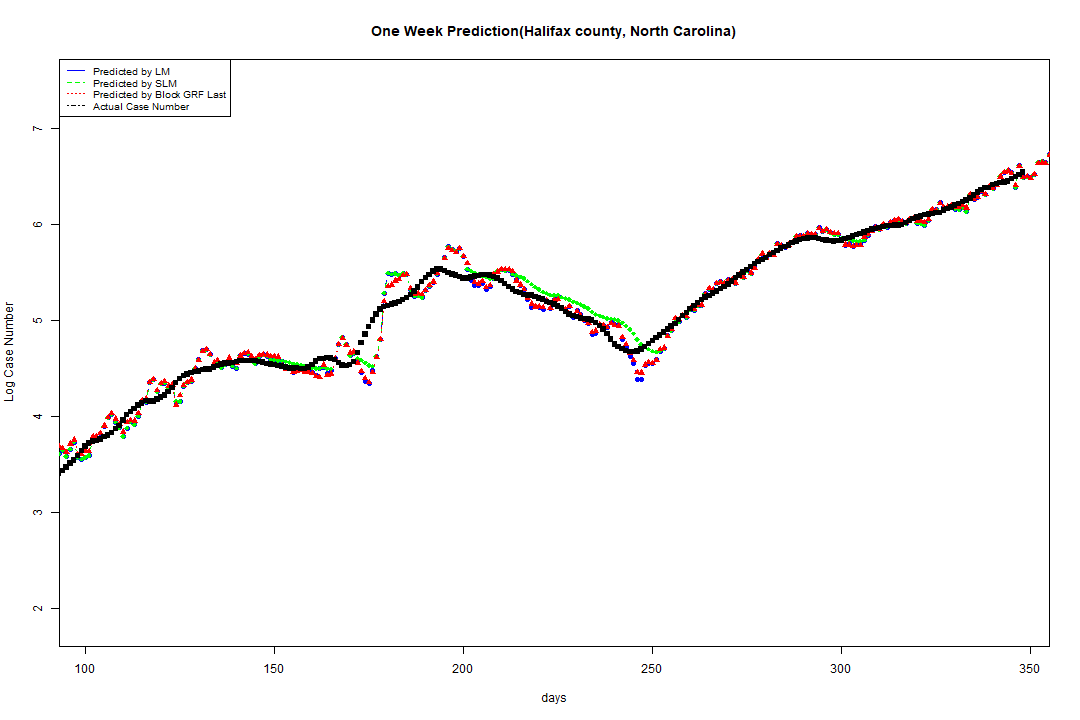 One Week Prediction(Halifax county, North Carolina)
Predicted by LM
Predicted by SLM
Predicted by Block GRF Last
Actual Case Number
7
6
5
4
3
2
Log Case Number
100 150 200 250 300 350
days